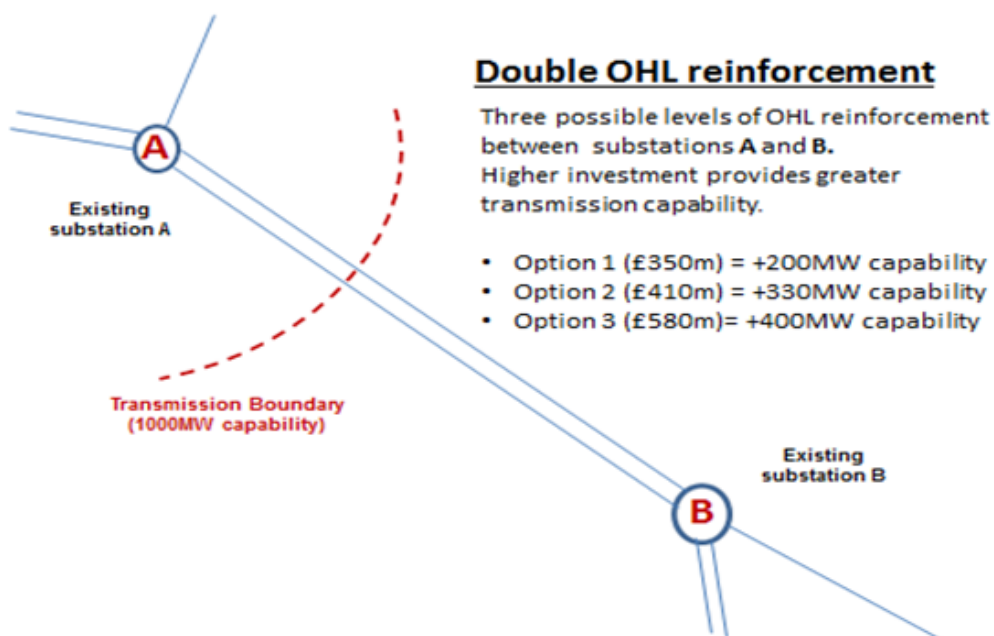 Double OHL reinforcement
Three possible levels of OHL reinforcement
between substations A and B.
Higher investment provides greater
transmission capability.
• Option 1 (£350m) = +200MW capability
• Option 2 (£410m) = +330MW capability
• Option 3 (£580m)= +400MW capability
A
Existing
substation A
Transmission Boundary
(1000MW capability)
Existing
substation B
B